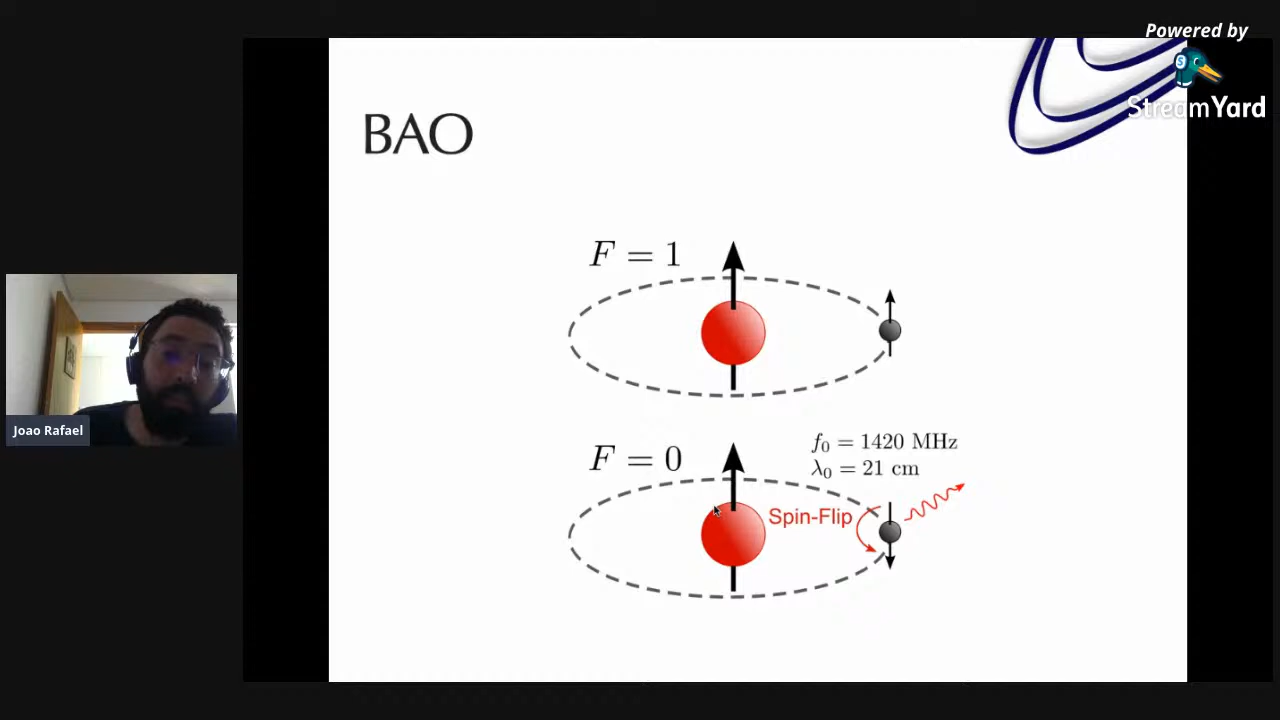 Powered by
StreamYard
BAO
F = 1
F = 0
f₀ = 1420 MHz
λ₀ = 21 cm
Spin-Flip
Joao Rafael